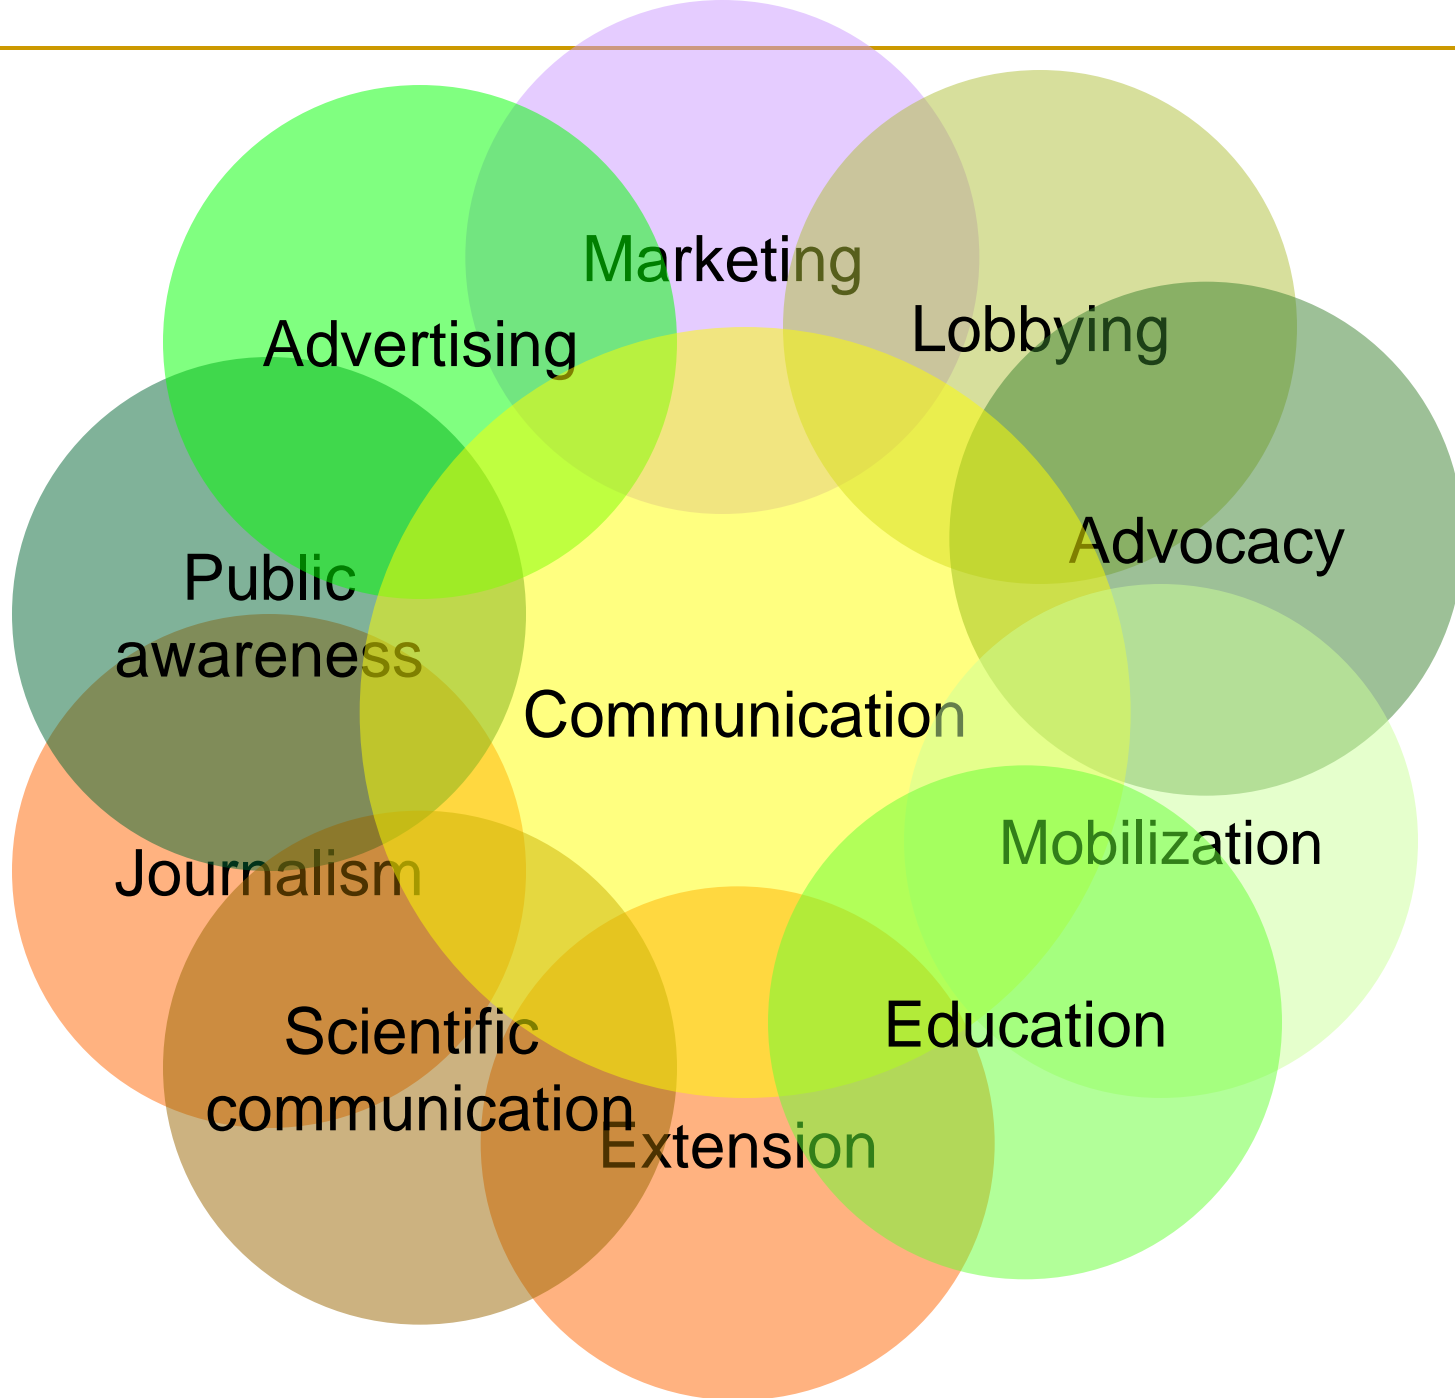 Marketing
Lobbying
Advertising
Advocacy
Public
awareness
Communication
Mobilization
Journalism
Education
Scientific
communication
Extension